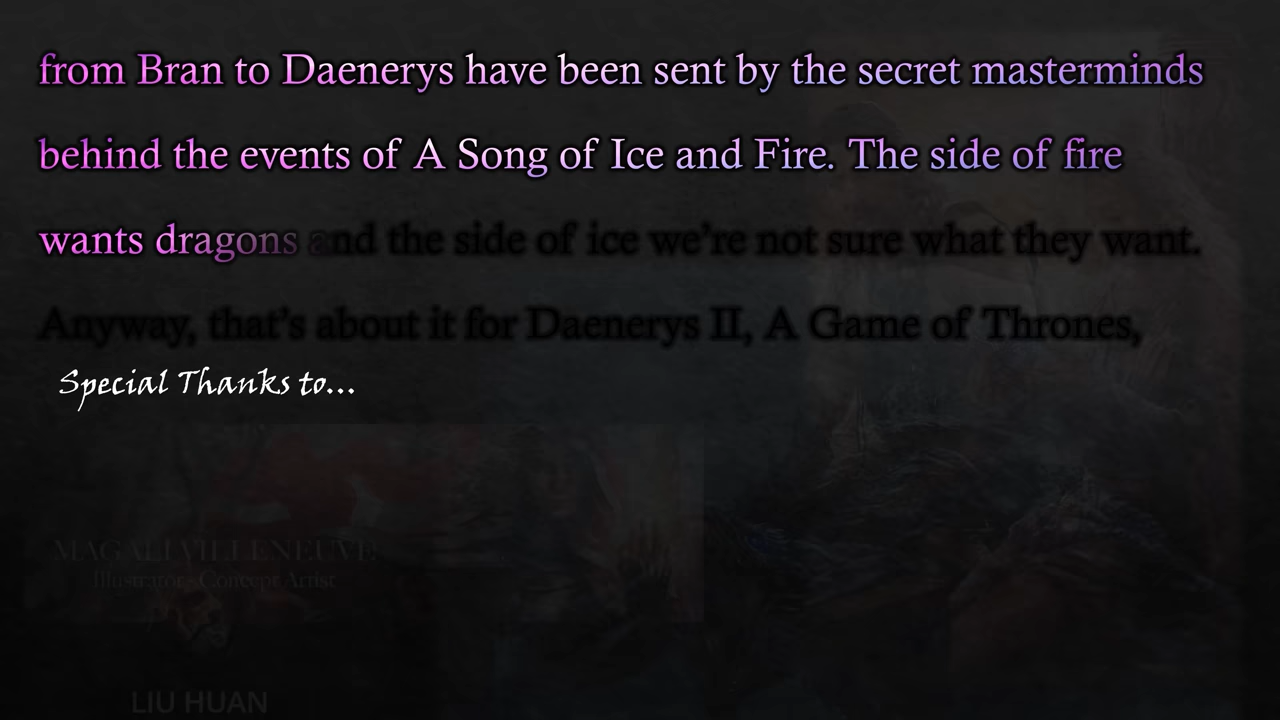 from Bran to Daenerys have been sent by the secret masterminds
behind the events of A Song of Ice and Fire. The side of fire
wants dragons and the side of ice we're not sure what they want.
Anyway, that's about it for Daenerys II, A Game of Thrones,
Special Thanks to...
MAGALI VILLENEUVE
Illustrator - Concept Artist
LIU HUAN